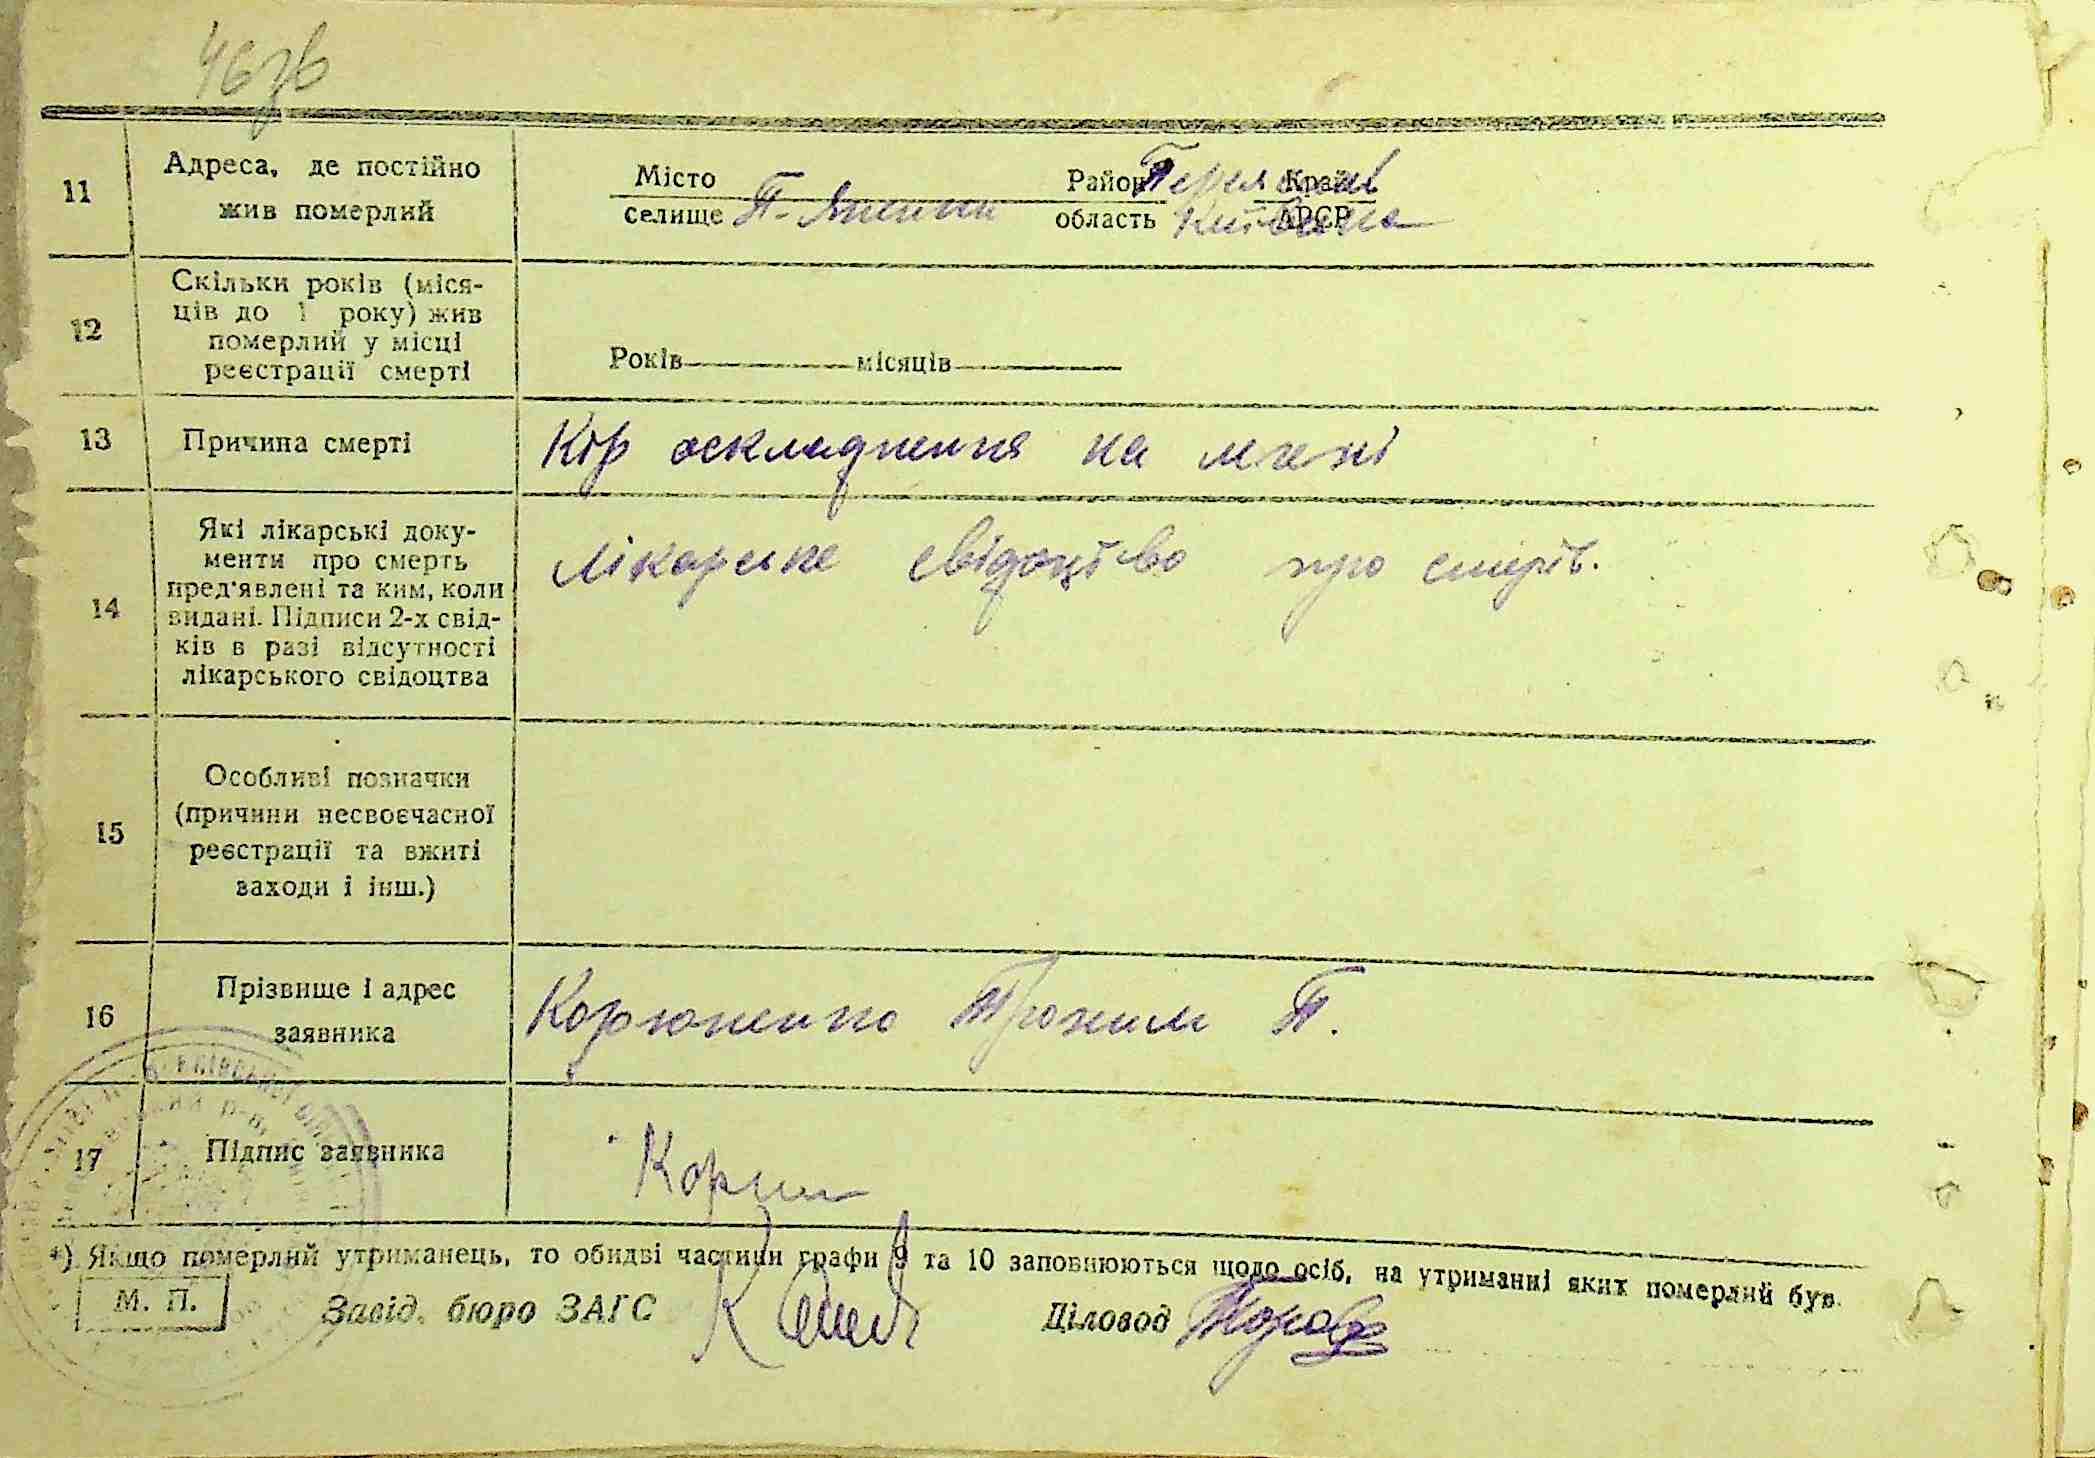 46зв
11 Адреса, де постійно жив померлий
Місто Район Край
селище область АРСР
12 Скільки років (міся-
ців до 1 року) жив
померлий у місці
реєстрації смерті
Років місяців
13 Причина смерті Кір ускладнення на легені
14 Які лікарські доку-
менти про смерть
пред'явлені та ким, коли
видані. Підписи 2-х свід-
ків в разі відсутності
лікарського свідоцтва
Лікарське свідоцтво про смерть.
15 Особливі позначки
(причини несвоєчасної
реєстрації та вжиті
заходи і інш.)
16 Прізвище і адрес
заявника
Трохим П.
17 Підпис заявника
*) Якщо померлий утриманець, то обидві частини графи 9 та 10 заповнюються щодо осіб, на утриманні яких померлий був.
М. П. Завід. бюро ЗАГС Діловод